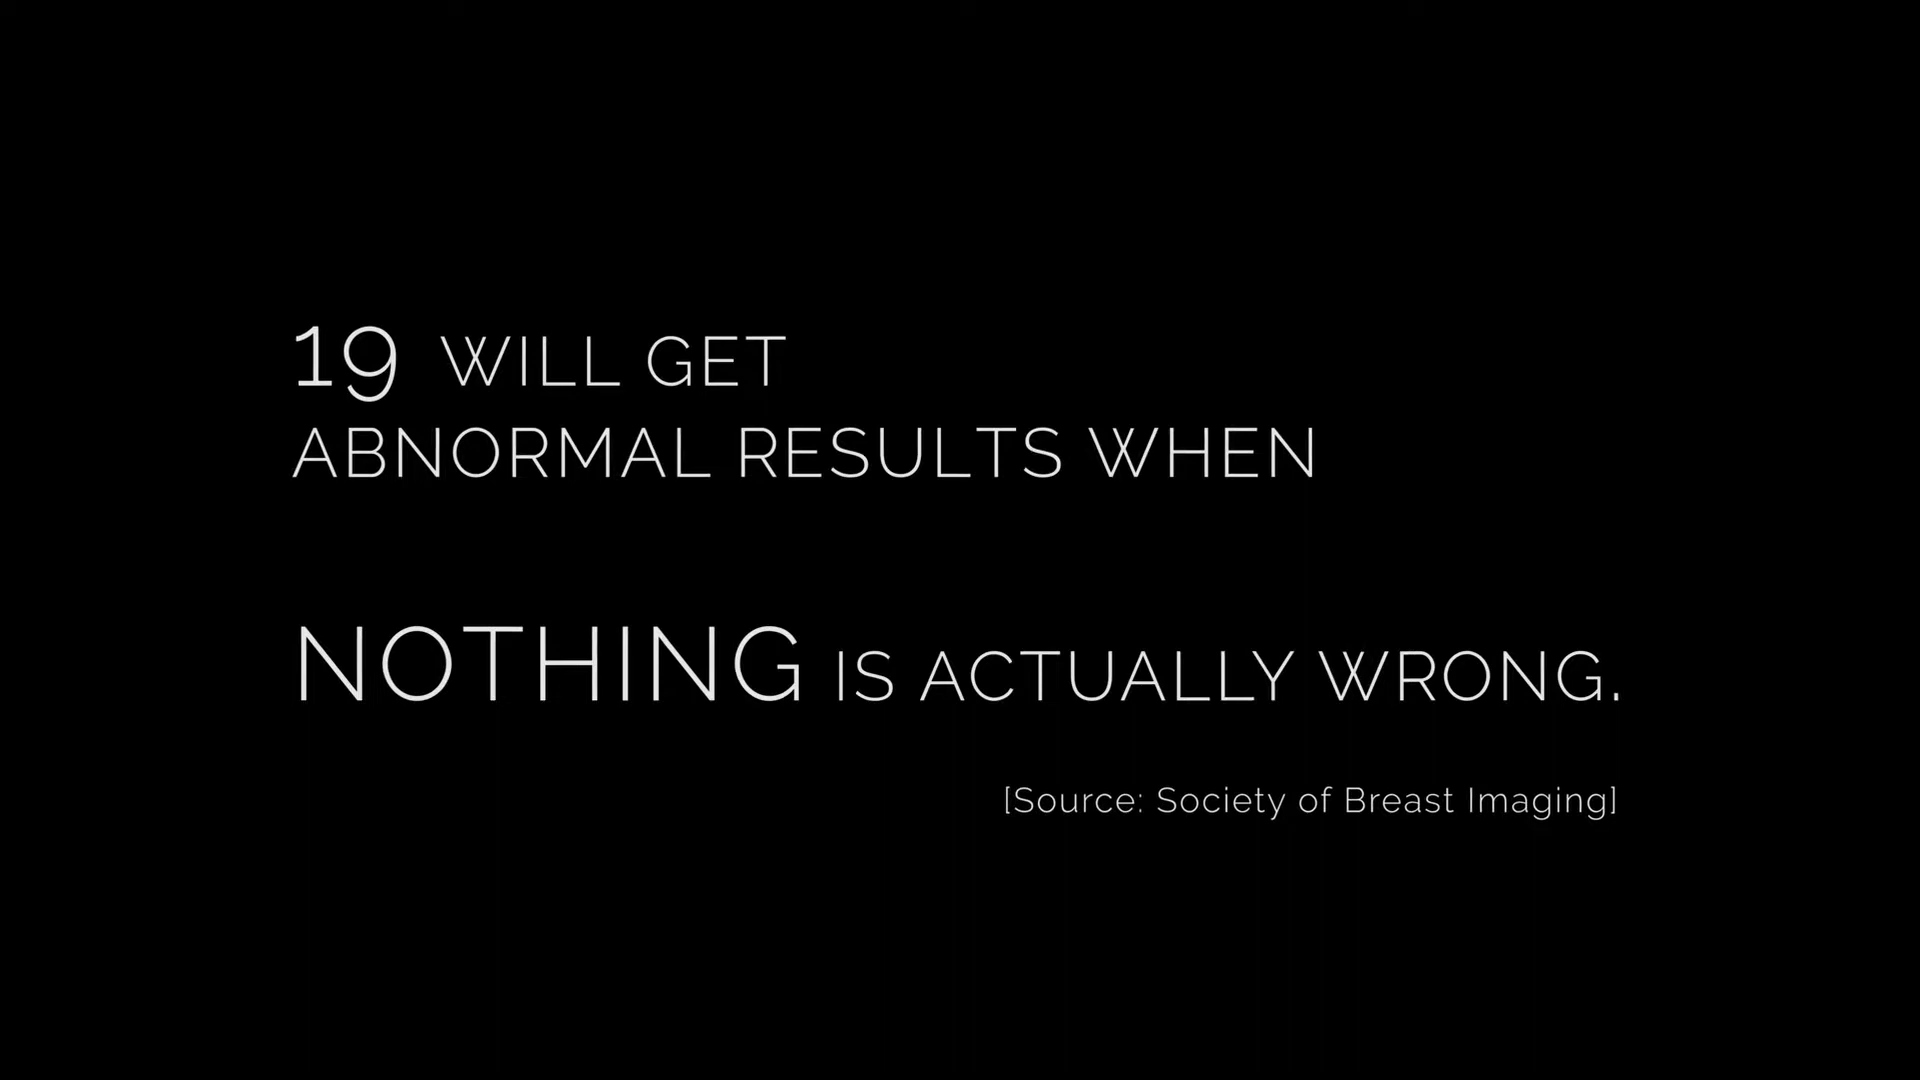 19 WILL GET
ABNORMAL RESULTS WHEN
NOTHING IS ACTUALLY WRONG.
[Source: Society of Breast Imaging]